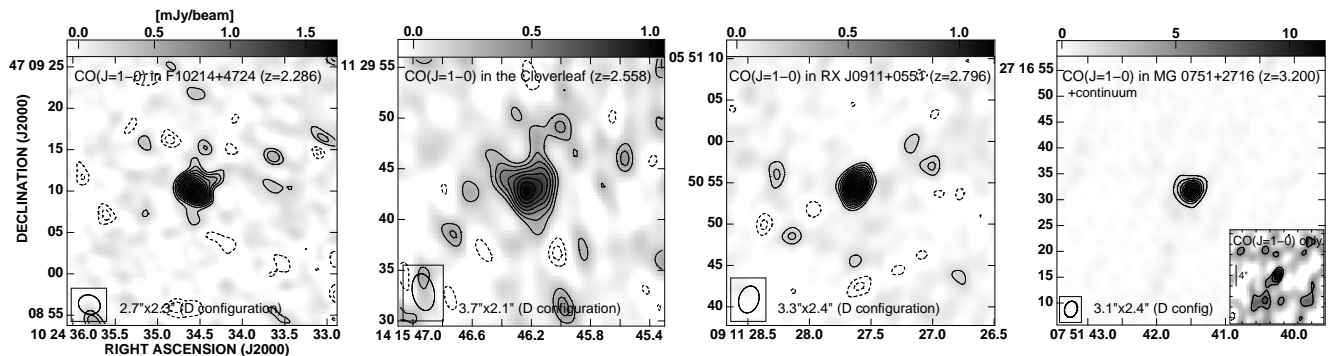 [mJy/beam]
0.0 0.5 1.0 1.5
CO(J=1–0) in F10214+4724 (z=2.286)
47 09 25
20
15
10
05
00
08 55
DECLINATION (J2000)
2.7"x2.3" (D configuration)
10 24 36.0 35.5 35.0 34.5 34.0 33.5 33.0
RIGHT ASCENSION (J2000)
0.0 0.5 1.0
CO(J=1–0) in the Cloverleaf (z=2.558)
11 29 55
50
45
40
35
30
3.7"x2.1" (D configuration)
14 15 47.0 46.6 46.2 45.8 45.4
0.0 0.5 1.0
CO(J=1–0) in RX J0911+0551 (z=2.796)
05 51 10
05
00
50 55
50
45
40
3.3"x2.4" (D configuration)
09 11 28.5 28.0 27.5 27.0 26.5
0 5 10
CO(J=1–0) in MG 0751+2716 (z=3.200)
+continuum
27 16 55
50
45
40
35
30
25
20
15
10
CO(J=1–0) only
4"
3.1"x2.4" (D config)
07 51 43.0 42.0 41.0 40.0